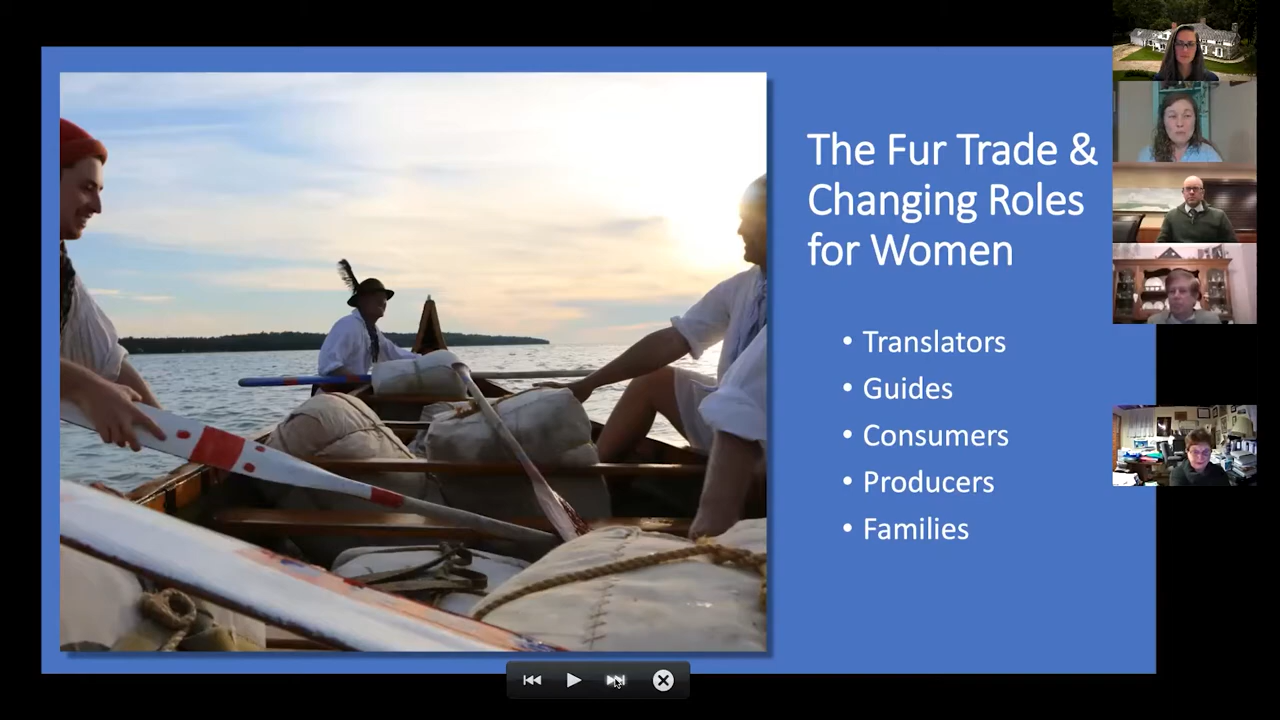 The Fur Trade &
Changing Roles
for Women
• Translators
• Guides
• Consumers
• Producers
• Families